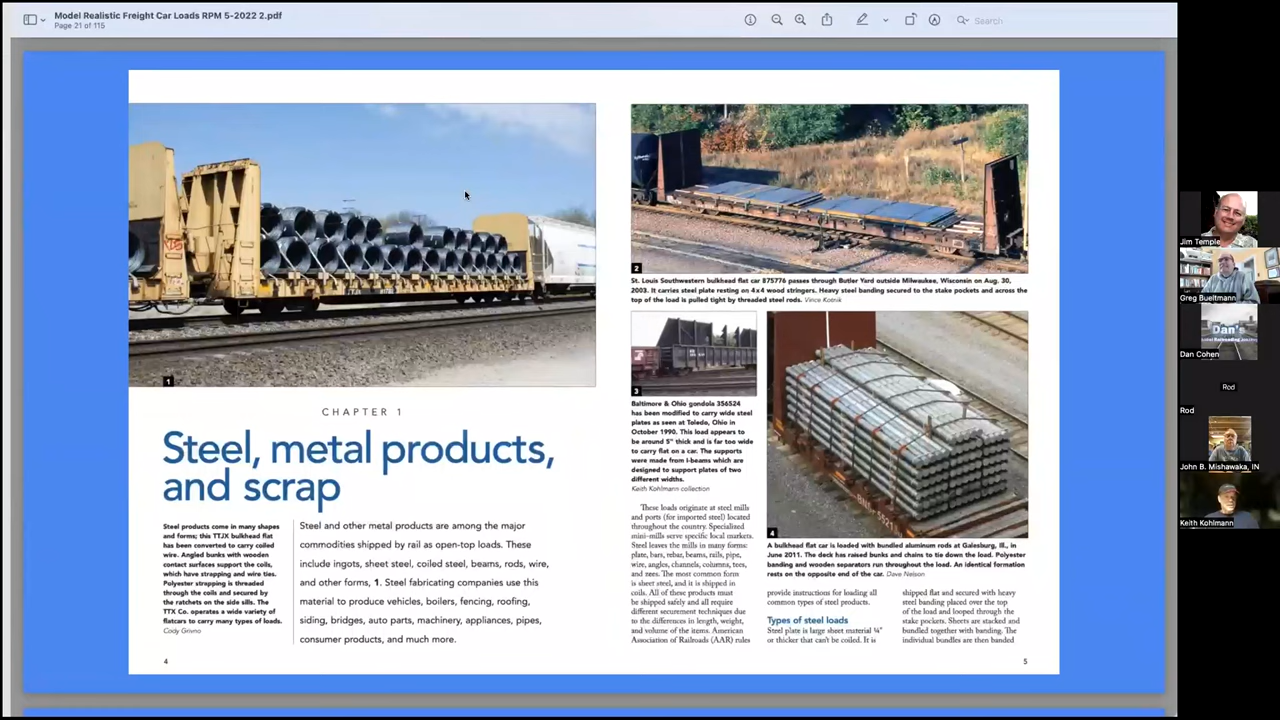 Model Realistic Freight Car Loads RPM 5-2022 2.pdf
Page 21 of 115
Search
1
CHAPTER 1
Steel, metal products,
and scrap
Steel products come in many shapes
and forms; this TTJX bulkhead flat
has been converted to carry coiled
wire. Angled bunks with wooden
contact surfaces support the coils,
which have strapping and wire ties.
Polyester strapping is threaded
through the coils and secured by
the ratchets on the side sills. The
TTX Co. operates a wide variety of
flatcars to carry many types of loads.
Cody Grivno
Steel and other metal products are among the major
commodities shipped by rail as open-top loads. These
include ingots, sheet steel, coiled steel, beams, rods, wire,
and other forms, 1. Steel fabricating companies use this
material to produce vehicles, boilers, fencing, roofing,
siding, bridges, auto parts, machinery, appliances, pipes,
consumer products, and much more.
4
2
St. Louis Southwestern bulkhead flat car 875776 passes through Butler Yard outside Milwaukee, Wisconsin on Aug. 30,
2003. It carries steel plate resting on 4x4 wood stringers. Heavy steel banding secured to the stake pockets and across the
top of the load is pulled tight by threaded steel rods. Vince Kotnik
3
Baltimore & Ohio gondola 356524
has been modified to carry wide steel
plates as seen at Toledo, Ohio in
October 1990. This load appears to
be around 5" thick and is far too wide
to carry flat on a car. The supports
were made from I-beams which are
designed to support plates of two
different widths.
Keith Kohlmann collection
These loads originate at steel mills
and ports (for imported steel) located
throughout the country. Specialized
mini-mills serve specific local markets.
Steel leaves the mills in many forms:
plate, bars, rebar, beams, rails, pipe,
wire, angles, channels, columns, tees,
and zees. The most common form
is sheet steel, and it is shipped in
coils. All of these products must
be shipped safely and all require
different securement techniques due
to the differences in length, weight,
and volume of the items. American
Association of Railroads (AAR) rules
4
A bulkhead flat car is loaded with bundled aluminum rods at Galesburg, Ill., in
June 2011. The deck has raised bunks and chains to tie down the load. Polyester
banding and wooden separators run throughout the load. An identical formation
rests on the opposite end of the car. Dave Nelson
provide instructions for loading all
common types of steel products.
Types of steel loads
Steel plate is large sheet material ¼"
or thicker that can't be coiled. It is
shipped flat and secured with heavy
steel banding placed over the top
of the load and looped through the
stake pockets. Sheets are stacked and
bundled together with banding. The
individual bundles are then banded
5
Jim Temple
Greg Bueltmann
Dan's
Dan Cohen
Rod
Rod
John B. Mishawaka, IN
Keith Kohlmann